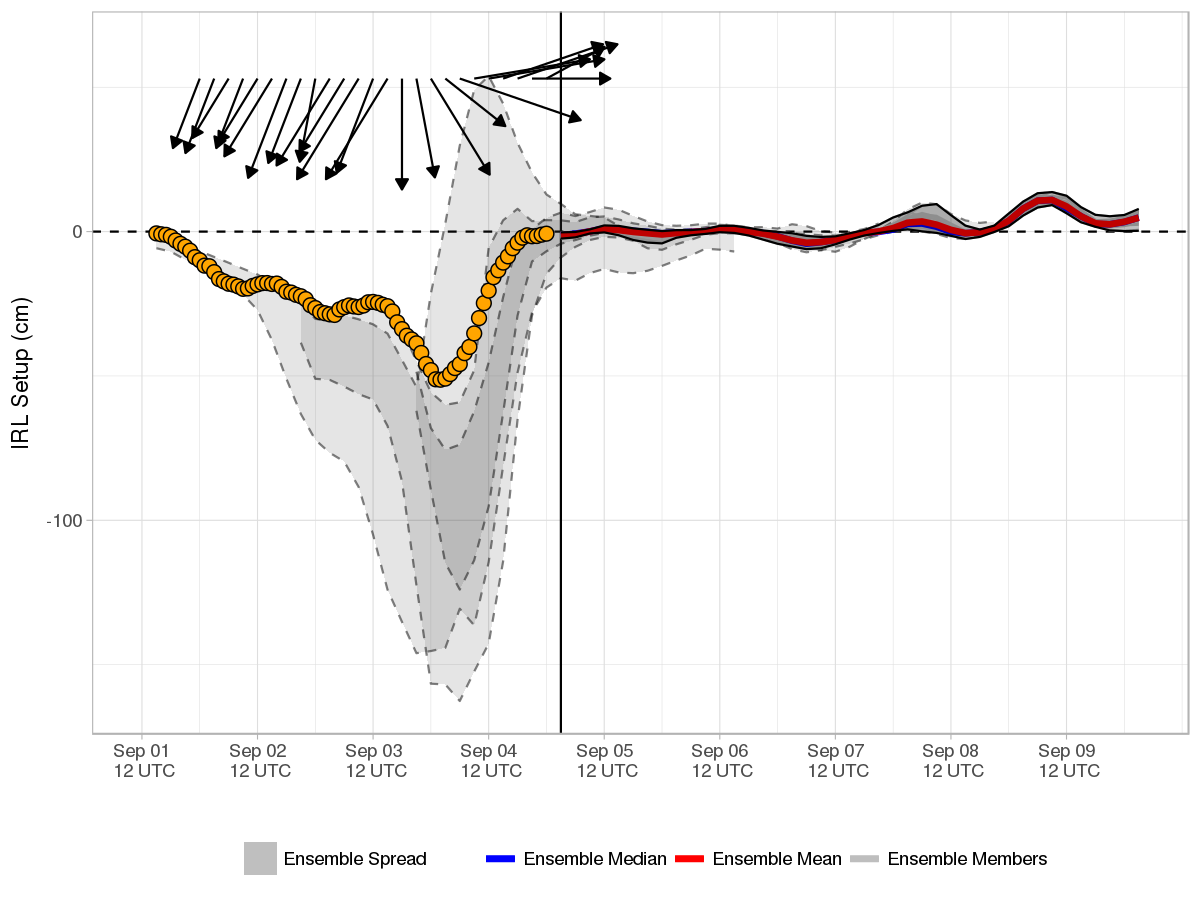 IRL Setup (cm)
0
-100
Sep 01 Sep 02 Sep 03 Sep 04 Sep 05 Sep 06 Sep 07 Sep 08 Sep 09
12 UTC 12 UTC 12 UTC 12 UTC 12 UTC 12 UTC 12 UTC 12 UTC 12 UTC
Ensemble Spread Ensemble Median Ensemble Mean Ensemble Members